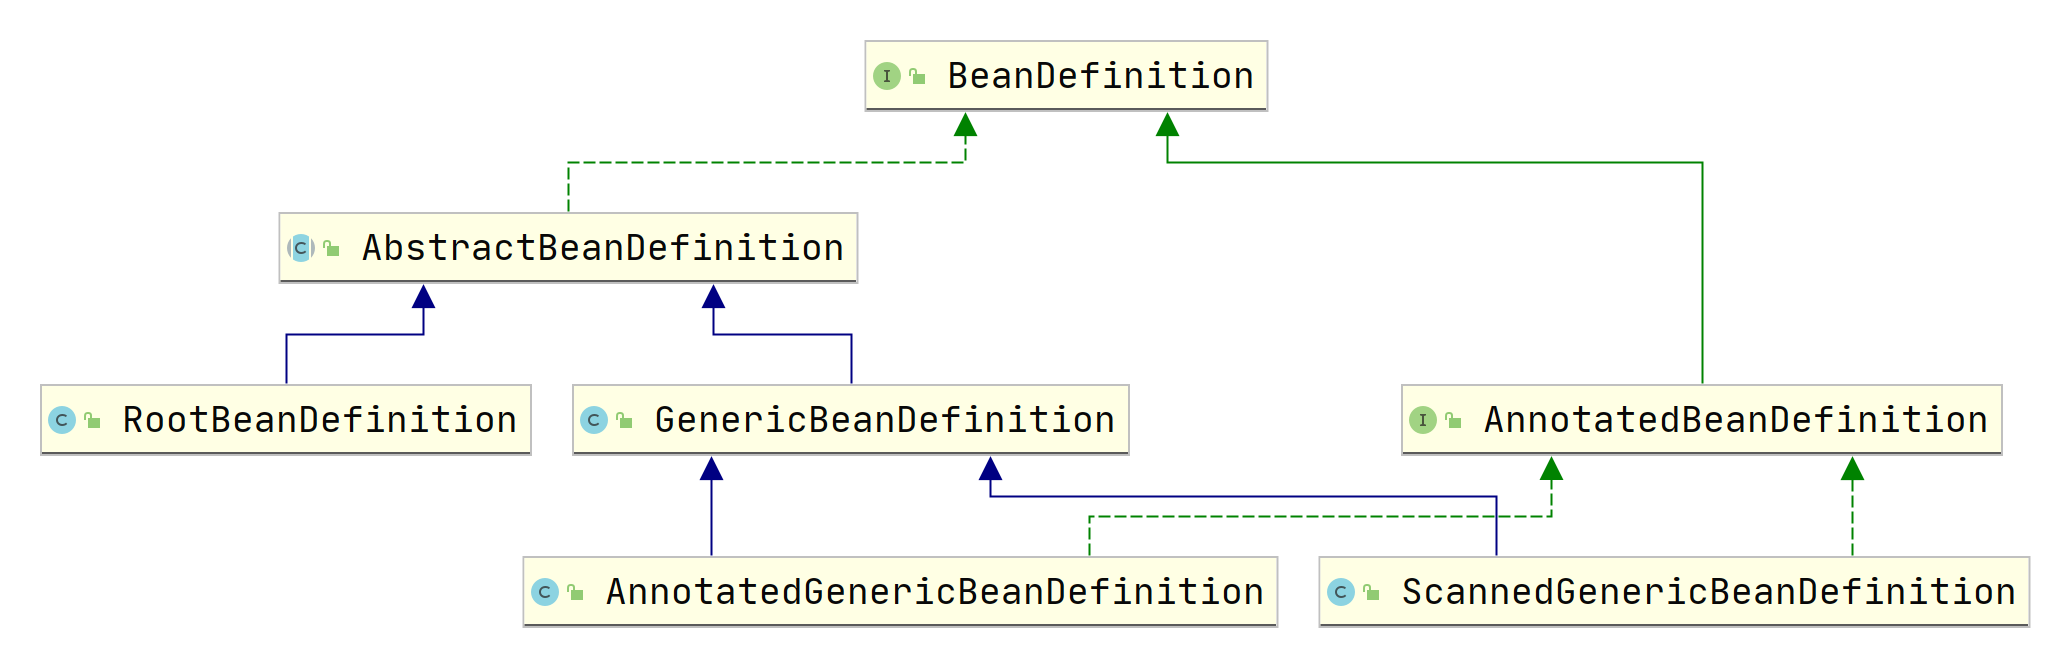 I BeanDefinition
C AbstractBeanDefinition
C RootBeanDefinition
C GenericBeanDefinition
I AnnotatedBeanDefinition
C AnnotatedGenericBeanDefinition
C ScannedGenericBeanDefinition